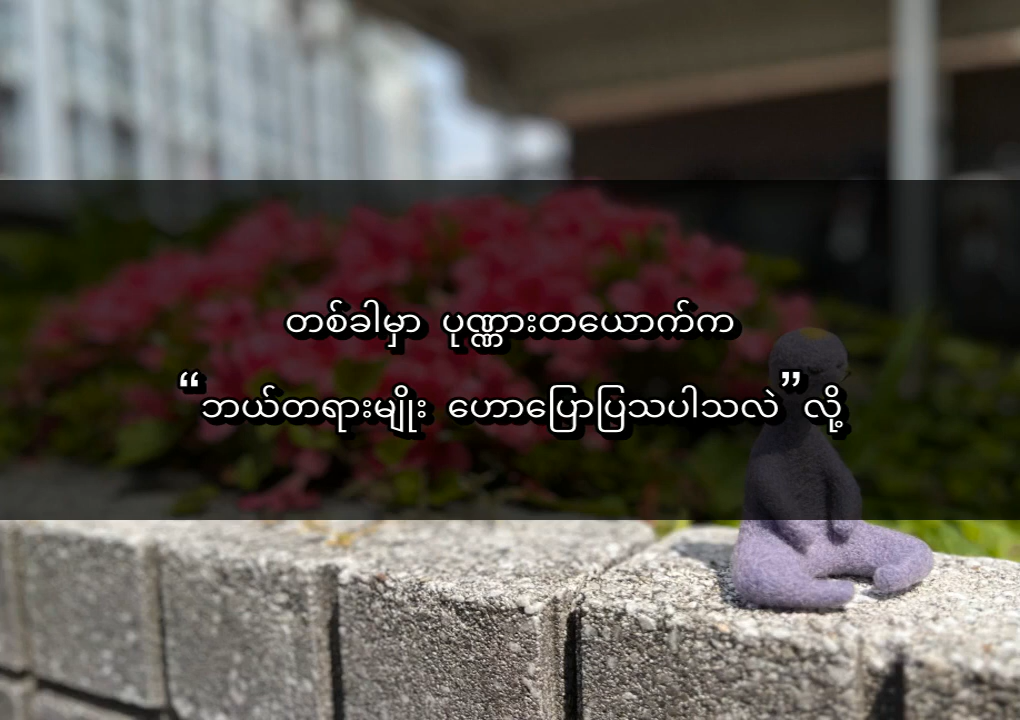 တစ်ခါမှာ ပုဏ္ဏားတယောက်က
“ဘယ်တရားမျိုး ဟောပြောပြသပါသလဲ”လို့